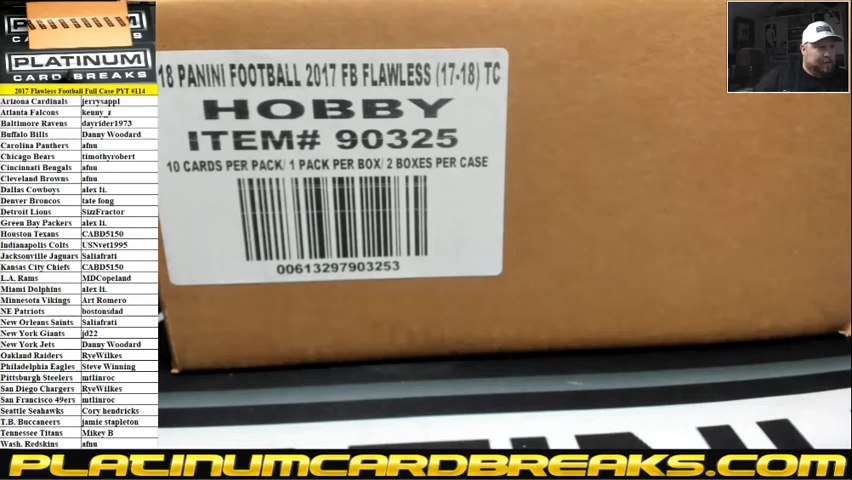 PLATINUM
CARD BREAKS
2017 Flawless Football Full Case PYT #114
Arizona Cardinals jerrysappl
Atlanta Falcons kenny_z
Baltimore Ravens dayrider1973
Buffalo Bills Danny Woodard
Carolina Panthers afnu
Chicago Bears timothyrobert
Cincinnati Bengals afnu
Cleveland Browns afnu
Dallas Cowboys alex li.
Denver Broncos tate fong
Detroit Lions SizzFractor
Green Bay Packers alex li.
Houston Texans CABD5150
Indianapolis Colts USNvet1995
Jacksonville Jaguars Saliafrati
Kansas City Chiefs CABD5150
L.A. Rams MDCopeland
Miami Dolphins alex li.
Minnesota Vikings Art Romero
NE Patriots bostonsdad
New Orleans Saints Saliafrati
New York Giants jd22
New York Jets Danny Woodard
Oakland Raiders RyeWilkes
Philadelphia Eagles Steve Winning
Pittsburgh Steelers mtlinroc
San Diego Chargers RyeWilkes
San Francisco 49ers mtlinroc
Seattle Seahawks Cory hendricks
T.B. Buccaneers jamie stapleton
Tennessee Titans Mikey B
Wash. Redskins afnu
18 PANINI FOOTBALL 2017 FB FLAWLESS (17-18) TC
HOBBY
ITEM# 90325
10 CARDS PER PACK/ 1 PACK PER BOX/ 2 BOXES PER CASE
00613297903253
PLATINUMCARDBREAKS.COM